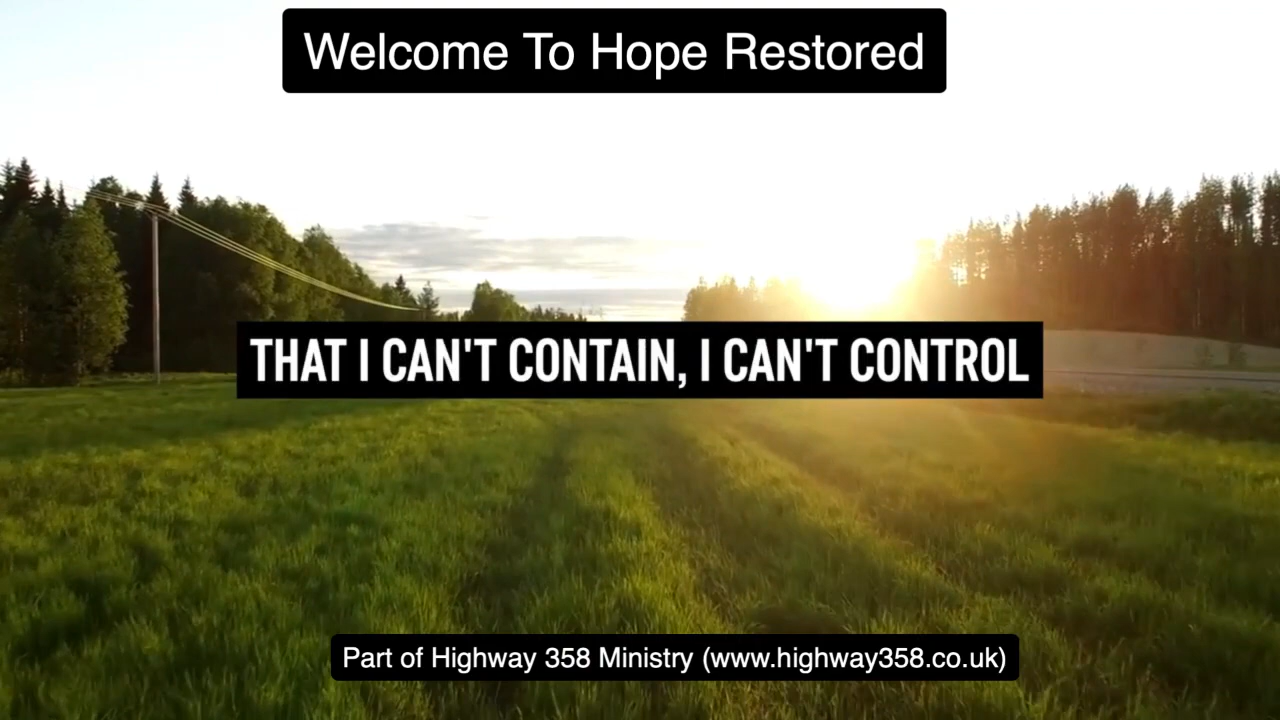 Welcome To Hope Restored
THAT I CAN'T CONTAIN, I CAN'T CONTROL
Part of Highway 358 Ministry (www.highway358.co.uk)